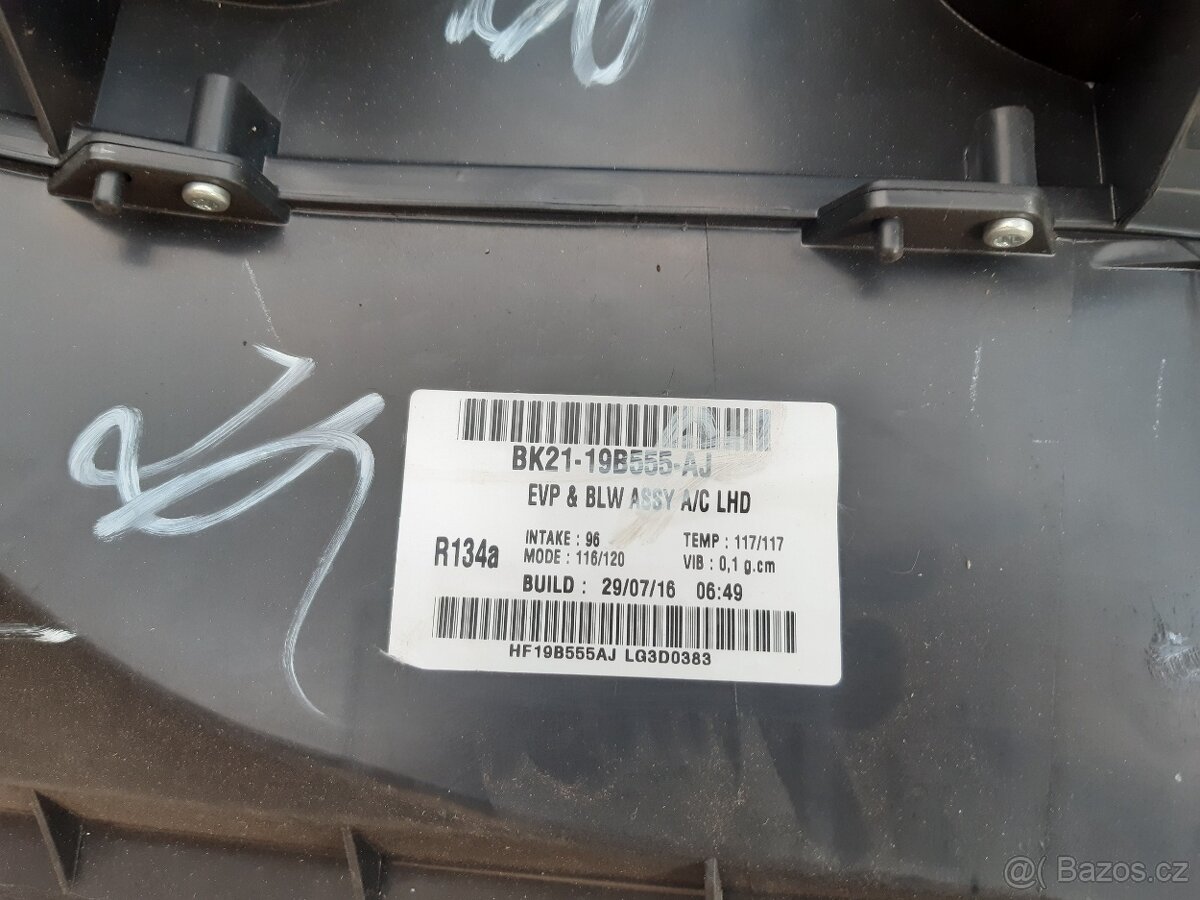 BK21-19B555-AJ
EVP & BLW ASSY A/C LHD
R134a
INTAKE : 96 TEMP : 117/117
MODE : 116/120 VIB : 0,1 g.cm
BUILD : 29/07/16 06:49
HF19B555AJ LG3D0383
@( Bazos.cz